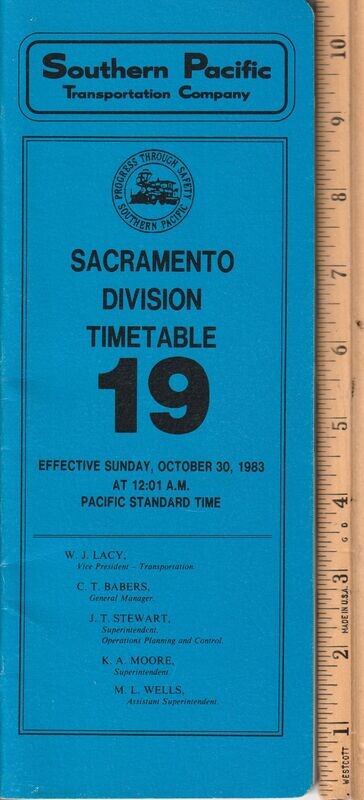 Southern Pacific
Transportation Company
PROGRESS THROUGH SAFETY
SOUTHERN PACIFIC
SACRAMENTO
DIVISION
TIMETABLE
19
EFFECTIVE SUNDAY, OCTOBER 30, 1983
AT 12:01 A.M.
PACIFIC STANDARD TIME
W. J. LACY,
Vice President – Transportation.
C. T. BABERS,
General Manager.
J. T. STEWART,
Superintendent.
Operations Planning and Control.
K. A. MOORE,
Superintendent.
M. L. WELLS,
Assistant Superintendent.
10
9
8
7
6
5
4
G D
3
MADE IN U.S.A.
2
1
WESTCOTT